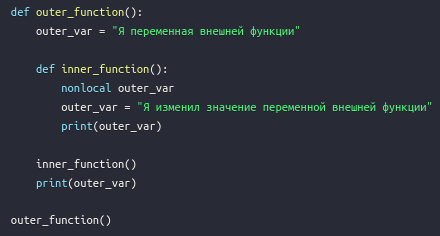 def outer_function():
    outer_var = "Я переменная внешней функции"

    def inner_function():
        nonlocal outer_var
        outer_var = "Я изменил значение переменной внешней функции"
        print(outer_var)

    inner_function()
    print(outer_var)

outer_function()